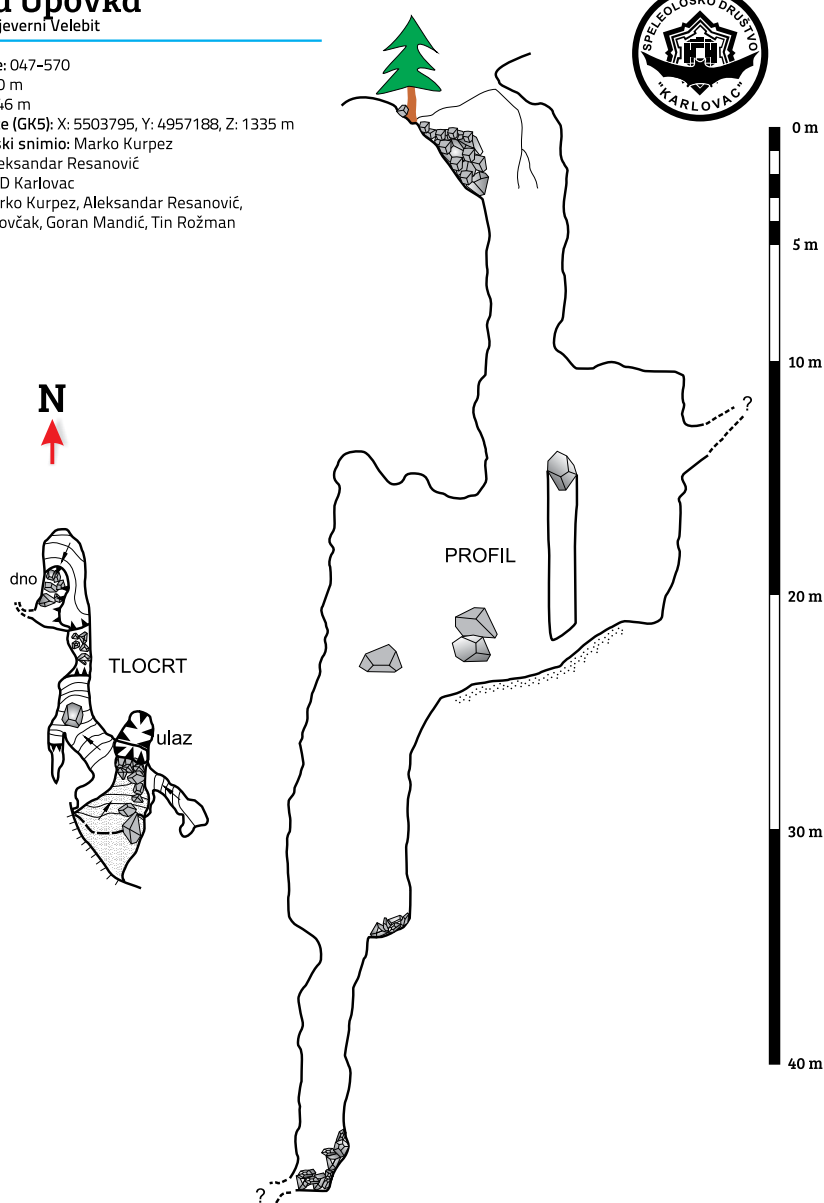 Upovka
jeverni Velebit
e: 047-570
0 m
46 m
e (GK5): X: 5503795, Y: 4957188, Z: 1335 m
ski snimio: Marko Kurpez
eksandar Resanović
D Karlovac
rko Kurpez, Aleksandar Resanović,
ovčak, Goran Mandić, Tin Rožman
SPELEOLOŠKO DRUŠTVO
"KARLOVAC"
0 m
5 m
10 m
?
N
PROFIL
dno
20 m
TLOCRT
ulaz
30 m
40 m
?